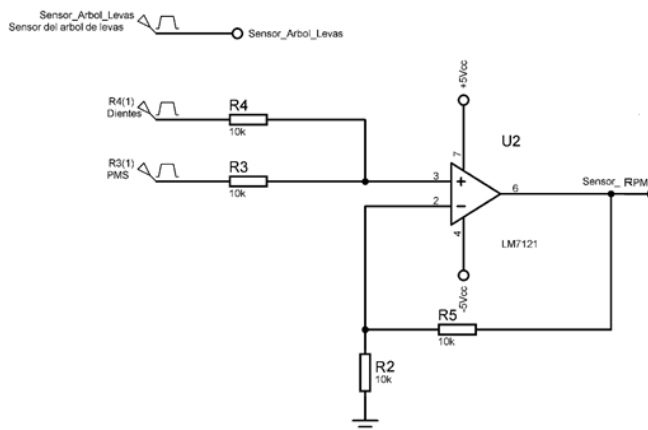 Sensor_Arbol_Levas
Sensor del arbol de levas
Sensor_Arbol_Levas
R4(1)
Dientes
R4
10k
R3(1)
PMS
R3
10k
+5Vcc
7
U2
3
2
6
Sensor_ RPM
4
LM7121
-5Vcc
R5
10k
R2
10k